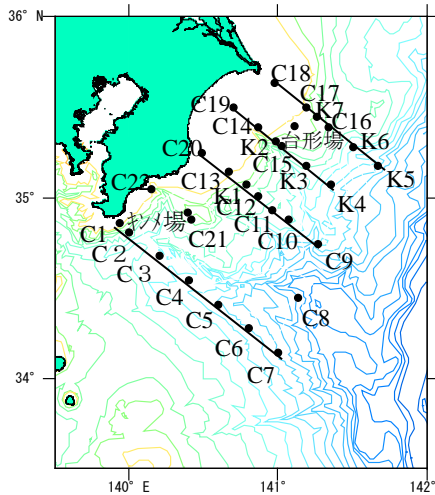 36° N
C18
C17
C19
K7
C14
C16
K2
台形場
K6
C20
C15
C13
K3
K5
C22
K1
K4
35°
C12
ｷﾝﾒ場
C11
C1
C21
C10
C２
C9
C３
C4
C8
C5
C6
C7
34°
140° E
141°
142°